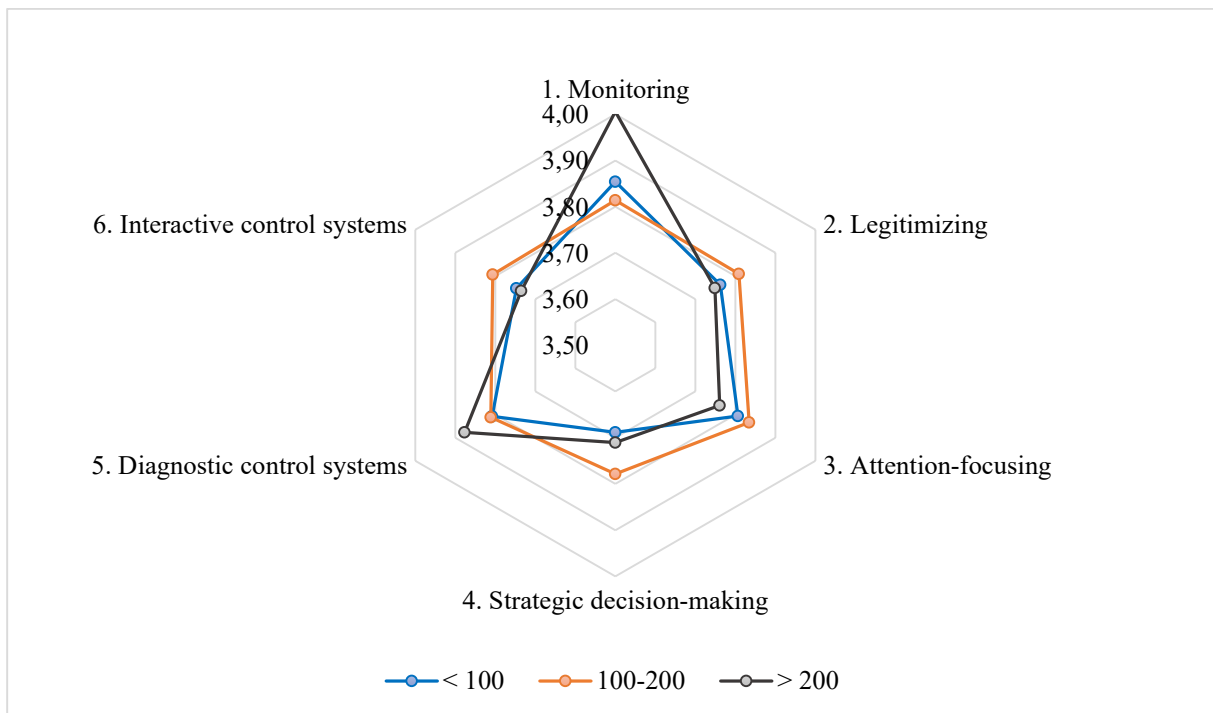 1. Monitoring
4,00
3,90
3,80
6. Interactive control systems
2. Legitimizing
3,70
3,60
3,50
5. Diagnostic control systems
3. Attention-focusing
4. Strategic decision-making
< 100
100-200
> 200